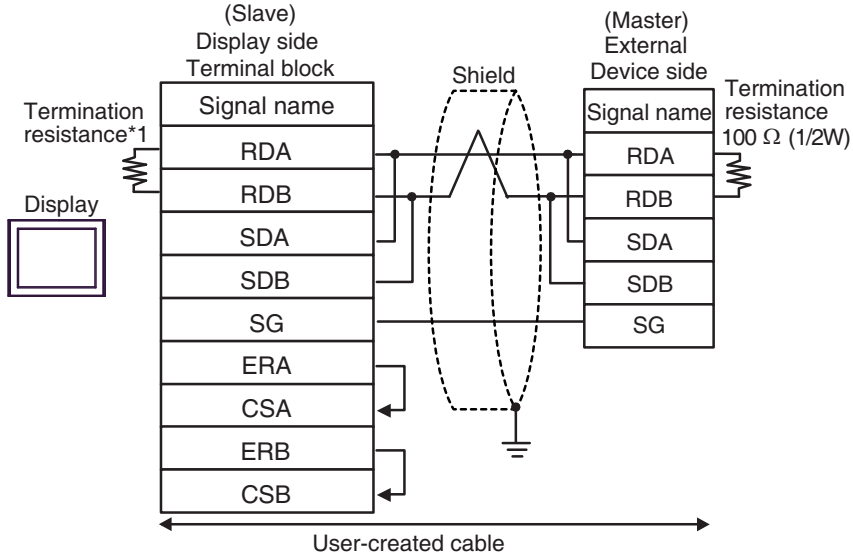 (Slave)
Display side
Terminal block
(Master)
External
Device side
Shield
Termination
resistance*1
Termination
resistance
100 Ω (1/2W)
Display
Signal name
RDA
RDB
SDA
SDB
SG
ERA
CSA
ERB
CSB
Signal name
RDA
RDB
SDA
SDB
SG
User-created cable